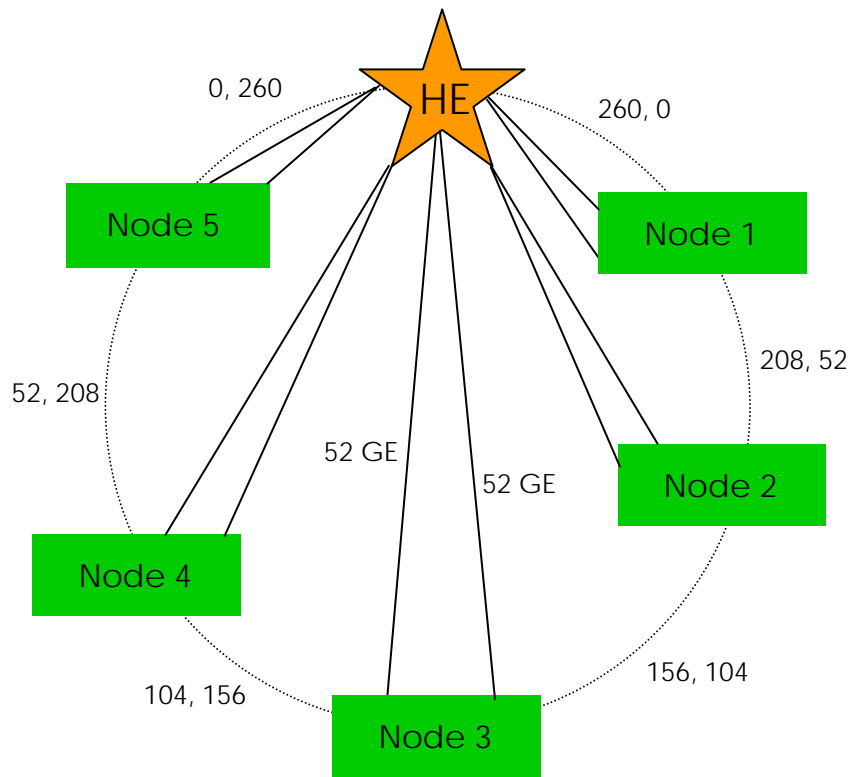 HE
0, 260
260, 0
Node 5
Node 1
208, 52
52, 208
52 GE
52 GE
Node 2
Node 4
156, 104
104, 156
Node 3